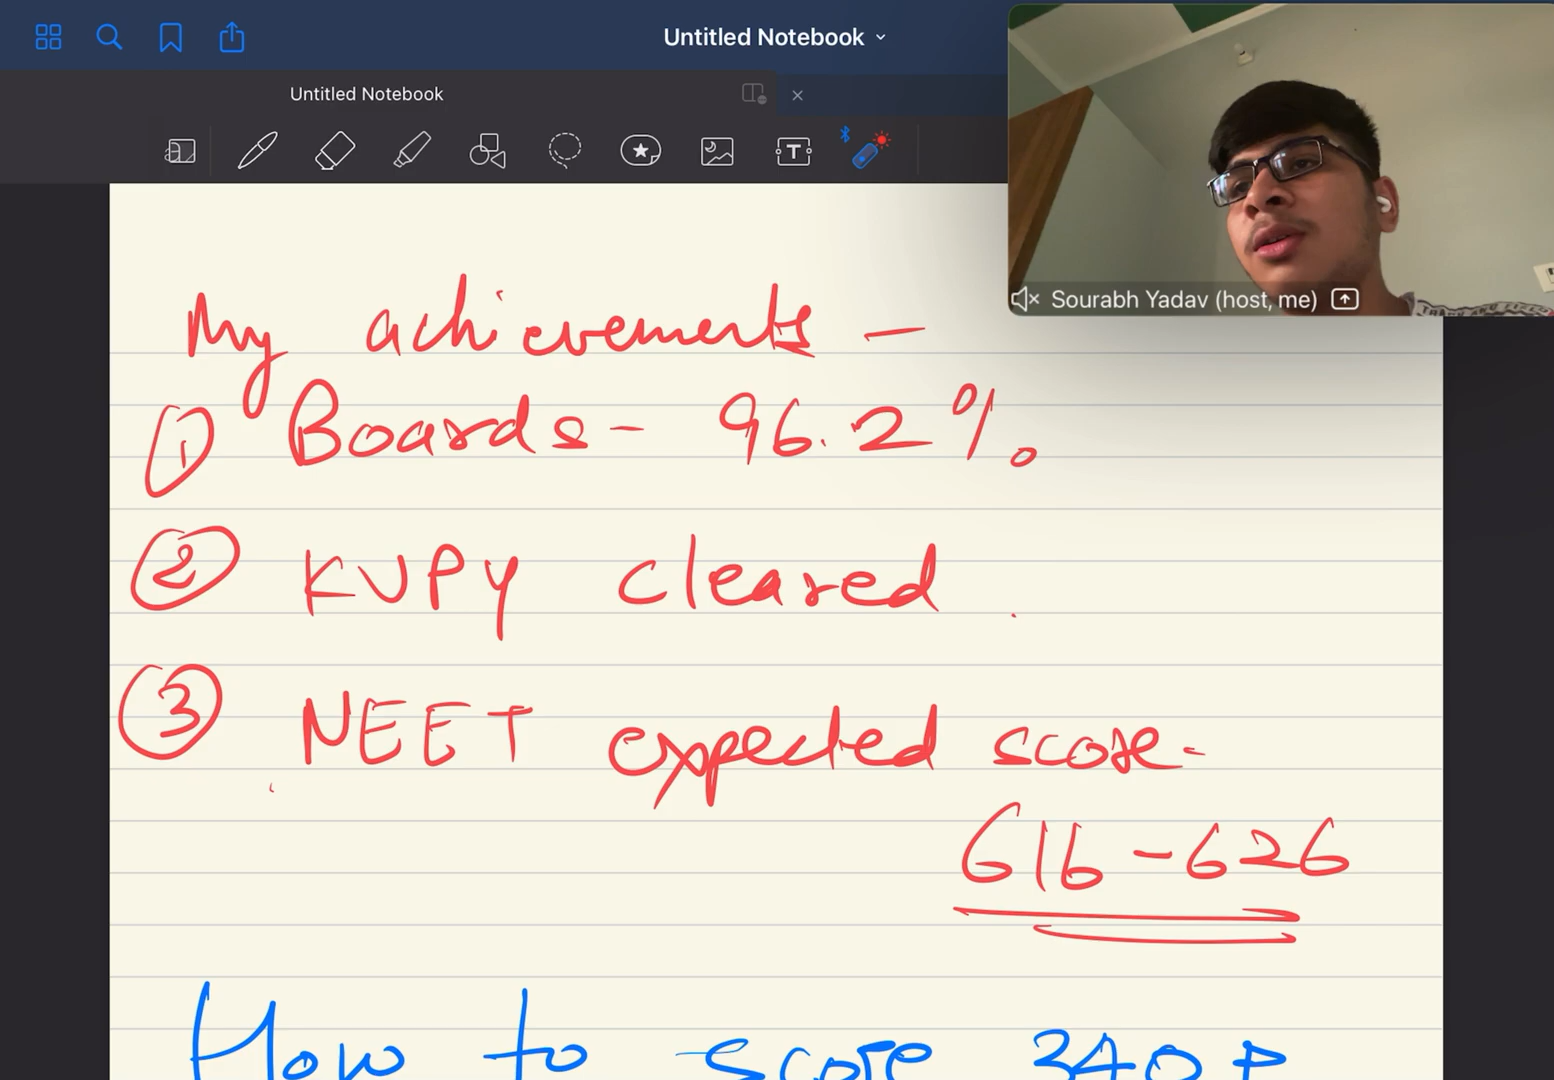 Untitled Notebook
Untitled Notebook
T
Sourabh Yadav (host, me)
My achievements -
① Boards - 96.2%
② KVPY cleared.
③ NEET expected score-
616-626
How to score 340